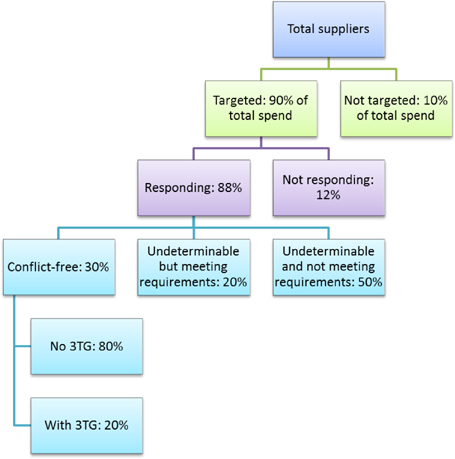 Total suppliers
Targeted: 90% of
total spend
Not targeted: 10%
of total spend
Responding: 88%
Not responding:
12%
Conflict-free: 30%
Undeterminable
but meeting
requirements: 20%
Undeterminable
and not meeting
requirements: 50%
No 3TG: 80%
With 3TG: 20%